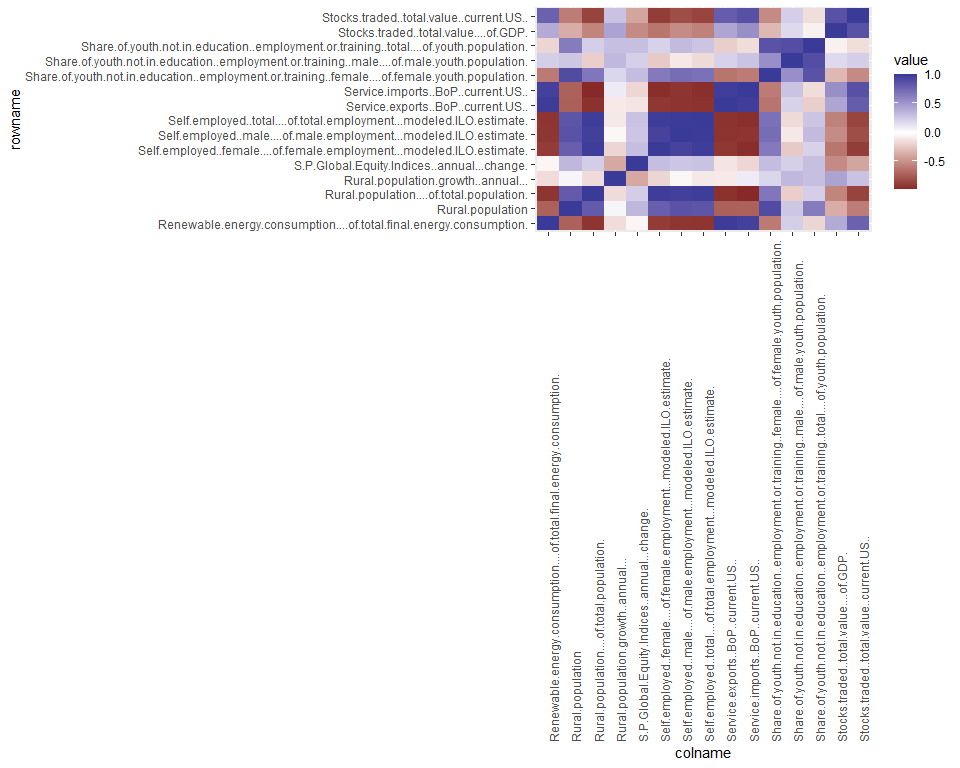 Stocks.traded..total.value..current.US..
Stocks.traded..total.value....of.GDP.
Share.of.youth.not.in.education..employment.or.training..total....of.youth.population.
Share.of.youth.not.in.education..employment.or.training..male....of.male.youth.population.
Share.of.youth.not.in.education..employment.or.training..female....of.female.youth.population.
Service.imports..BoP..current.US..
Service.exports..BoP..current.US..
Self.employed..total....of.total.employment...modeled.ILO.estimate.
Self.employed..male....of.male.employment...modeled.ILO.estimate.
Self.employed..female....of.female.employment...modeled.ILO.estimate.
S.P.Global.Equity.Indices..annual...change.
Rural.population.growth..annual...
Rural.population....of.total.population.
Rural.population
Renewable.energy.consumption....of.total.final.energy.consumption.
rowname
value
1.0
0.5
0.0
-0.5
Renewable.energy.consumption....of.total.final.energy.consumption.
Rural.population
Rural.population....of.total.population.
Rural.population.growth..annual...
S.P.Global.Equity.Indices..annual...change.
Self.employed..female....of.female.employment...modeled.ILO.estimate.
Self.employed..male....of.male.employment...modeled.ILO.estimate.
Self.employed..total....of.total.employment...modeled.ILO.estimate.
Service.exports..BoP..current.US..
Service.imports..BoP..current.US..
Share.of.youth.not.in.education..employment.or.training..female....of.female.youth.population.
Share.of.youth.not.in.education..employment.or.training..male....of.male.youth.population.
Share.of.youth.not.in.education..employment.or.training..total....of.youth.population.
Stocks.traded..total.value....of.GDP.
Stocks.traded..total.value..current.US..
colname